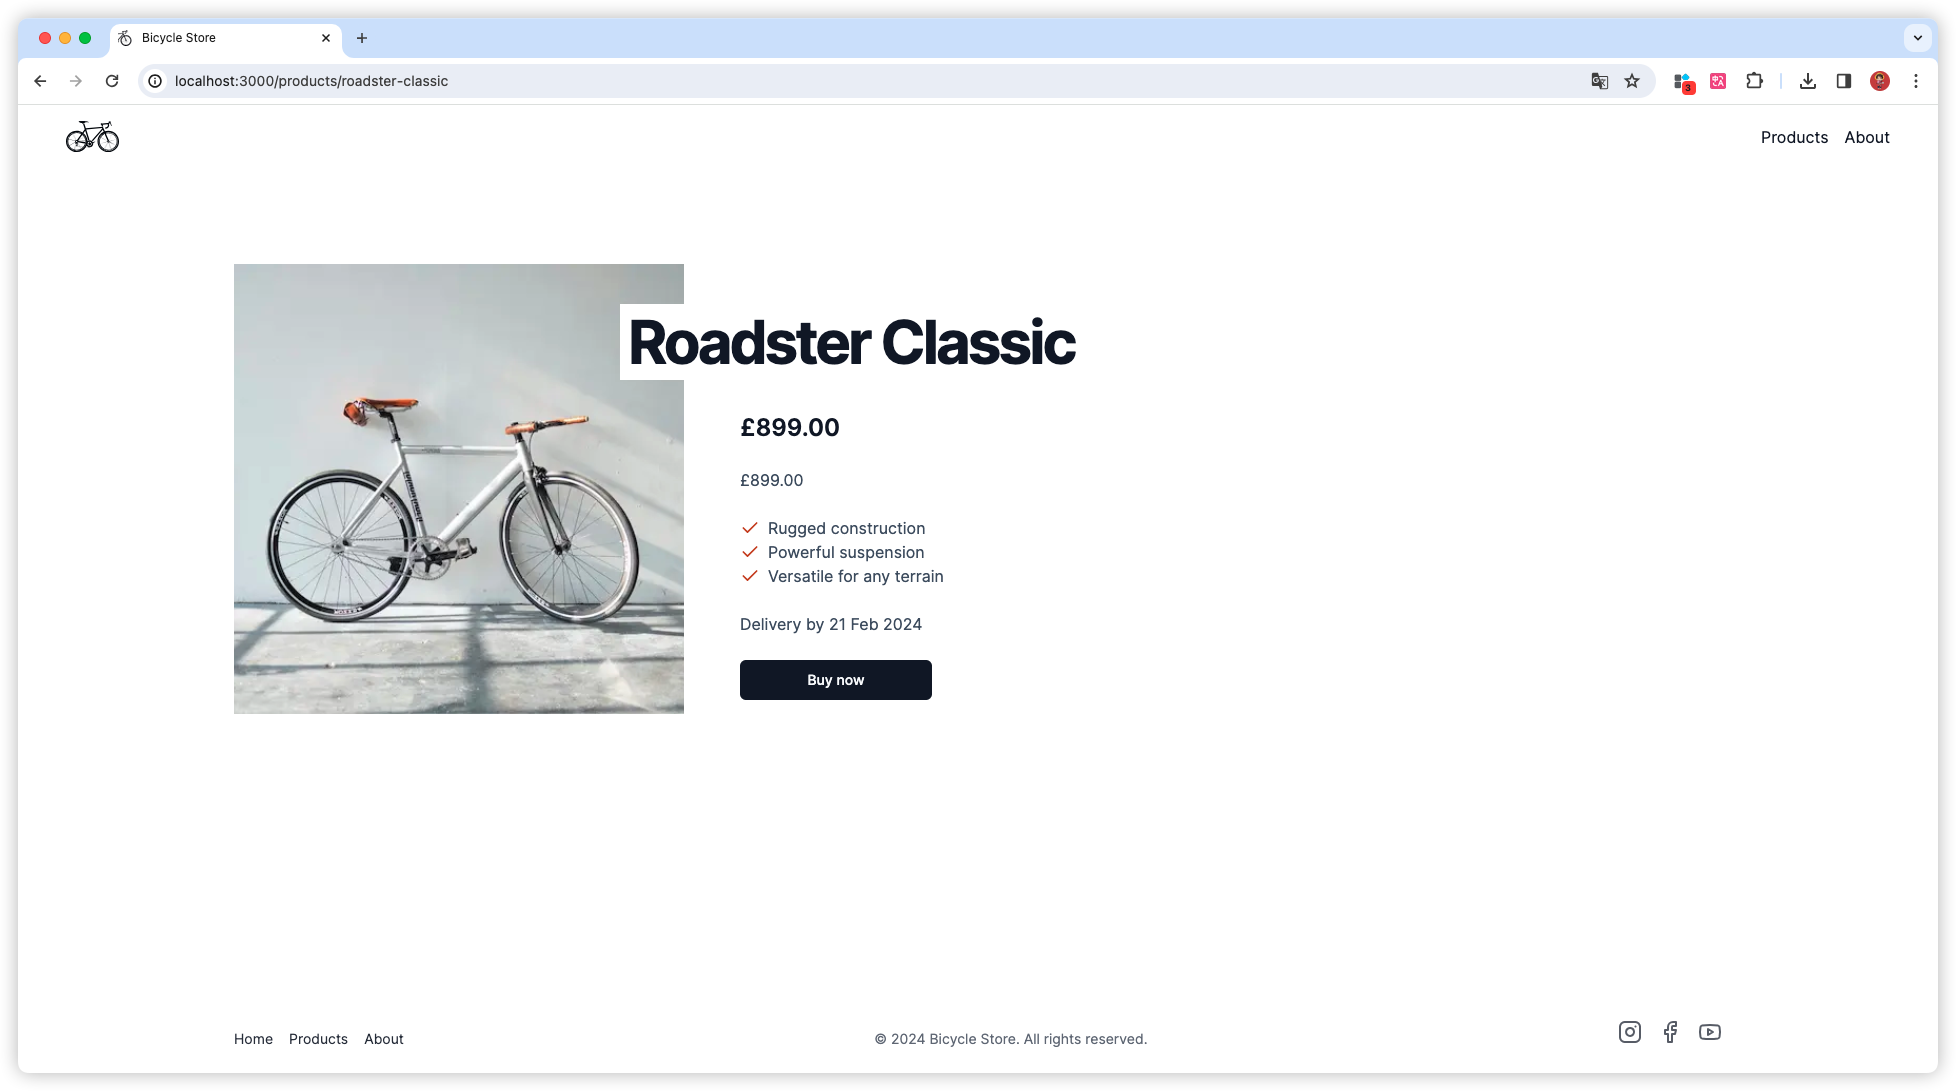 Bicycle Store
localhost:3000/products/roadster-classic
3
Products About
Roadster Classic
£899.00
£899.00
Rugged construction
Powerful suspension
Versatile for any terrain
Delivery by 21 Feb 2024
Buy now
Home Products About
© 2024 Bicycle Store. All rights reserved.